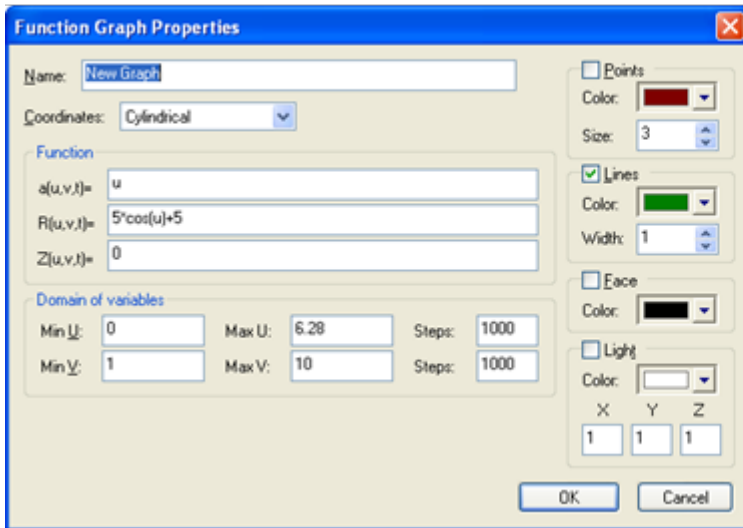 Function Graph Properties
Name: New Graph
Coordinates: Cylindrical
Function
a(u,v,t)= u
R(u,v,t)= 5*cos(u)+5
Z(u,v,t)= 0
Domain of variables
Min U: 0 Max U: 6.28 Steps: 1000
Min V: 1 Max V: 10 Steps: 1000
Points
Color:
Size: 3
Lines
Color:
Width: 1
Face
Color:
Light
Color:
X Y Z
1 1 1
OK Cancel